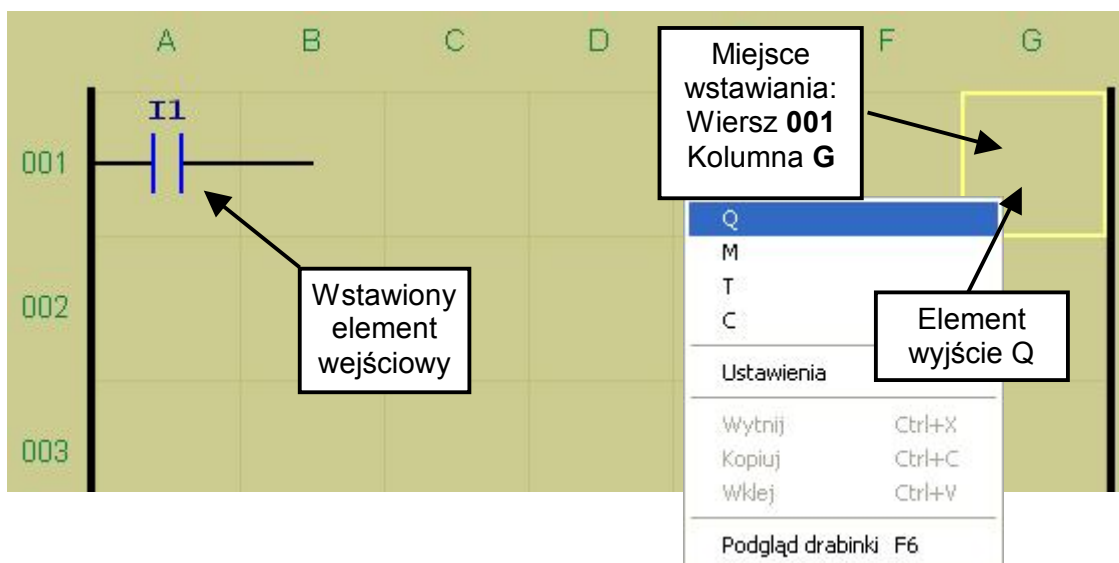 A B C D F G
Miejsce
wstawiania:
Wiersz 001
Kolumna G
I1
001
Q
M
T
C
Wstawiony
element
wejściowy
002
Element
wyjście Q
Ustawienia
003
Wytnij Ctrl+X
Kopiuj Ctrl+C
Wklej Ctrl+V
Podgląd drabinki F6